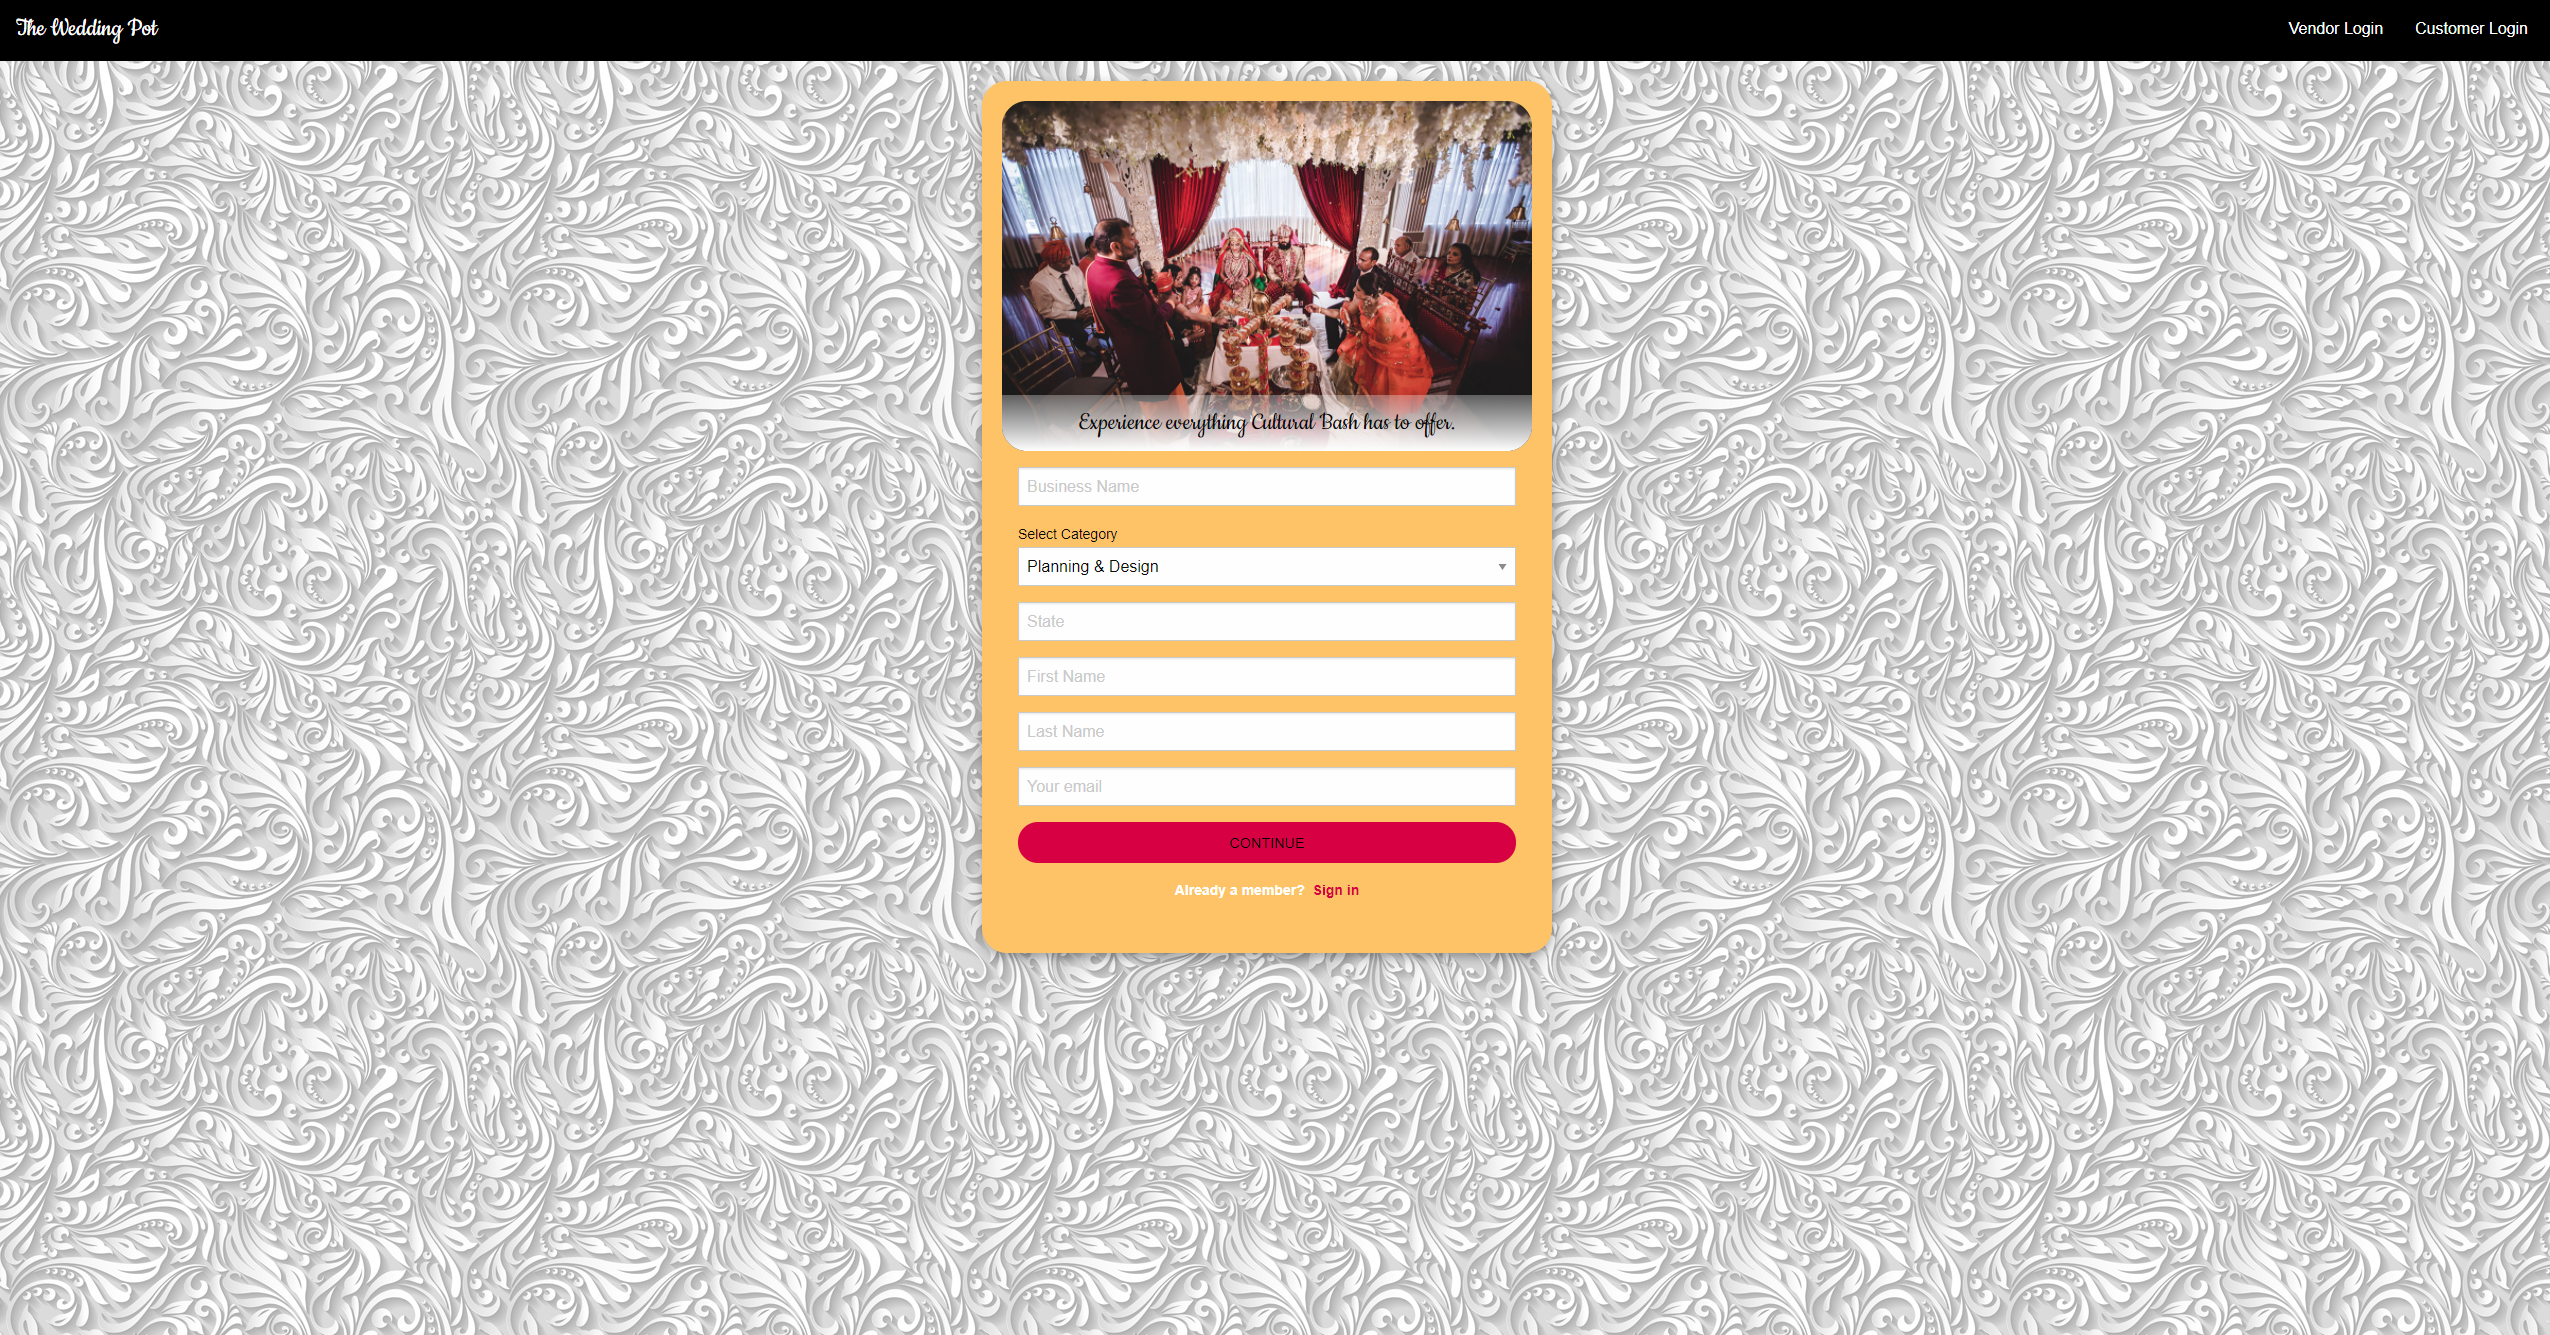 The Wedding Pot
Vendor Login
Customer Login
Experience everything Cultural Bash has to offer.
Business Name
Select Category
Planning & Design
State
First Name
Last Name
Your email
CONTINUE
Already a member? Sign in